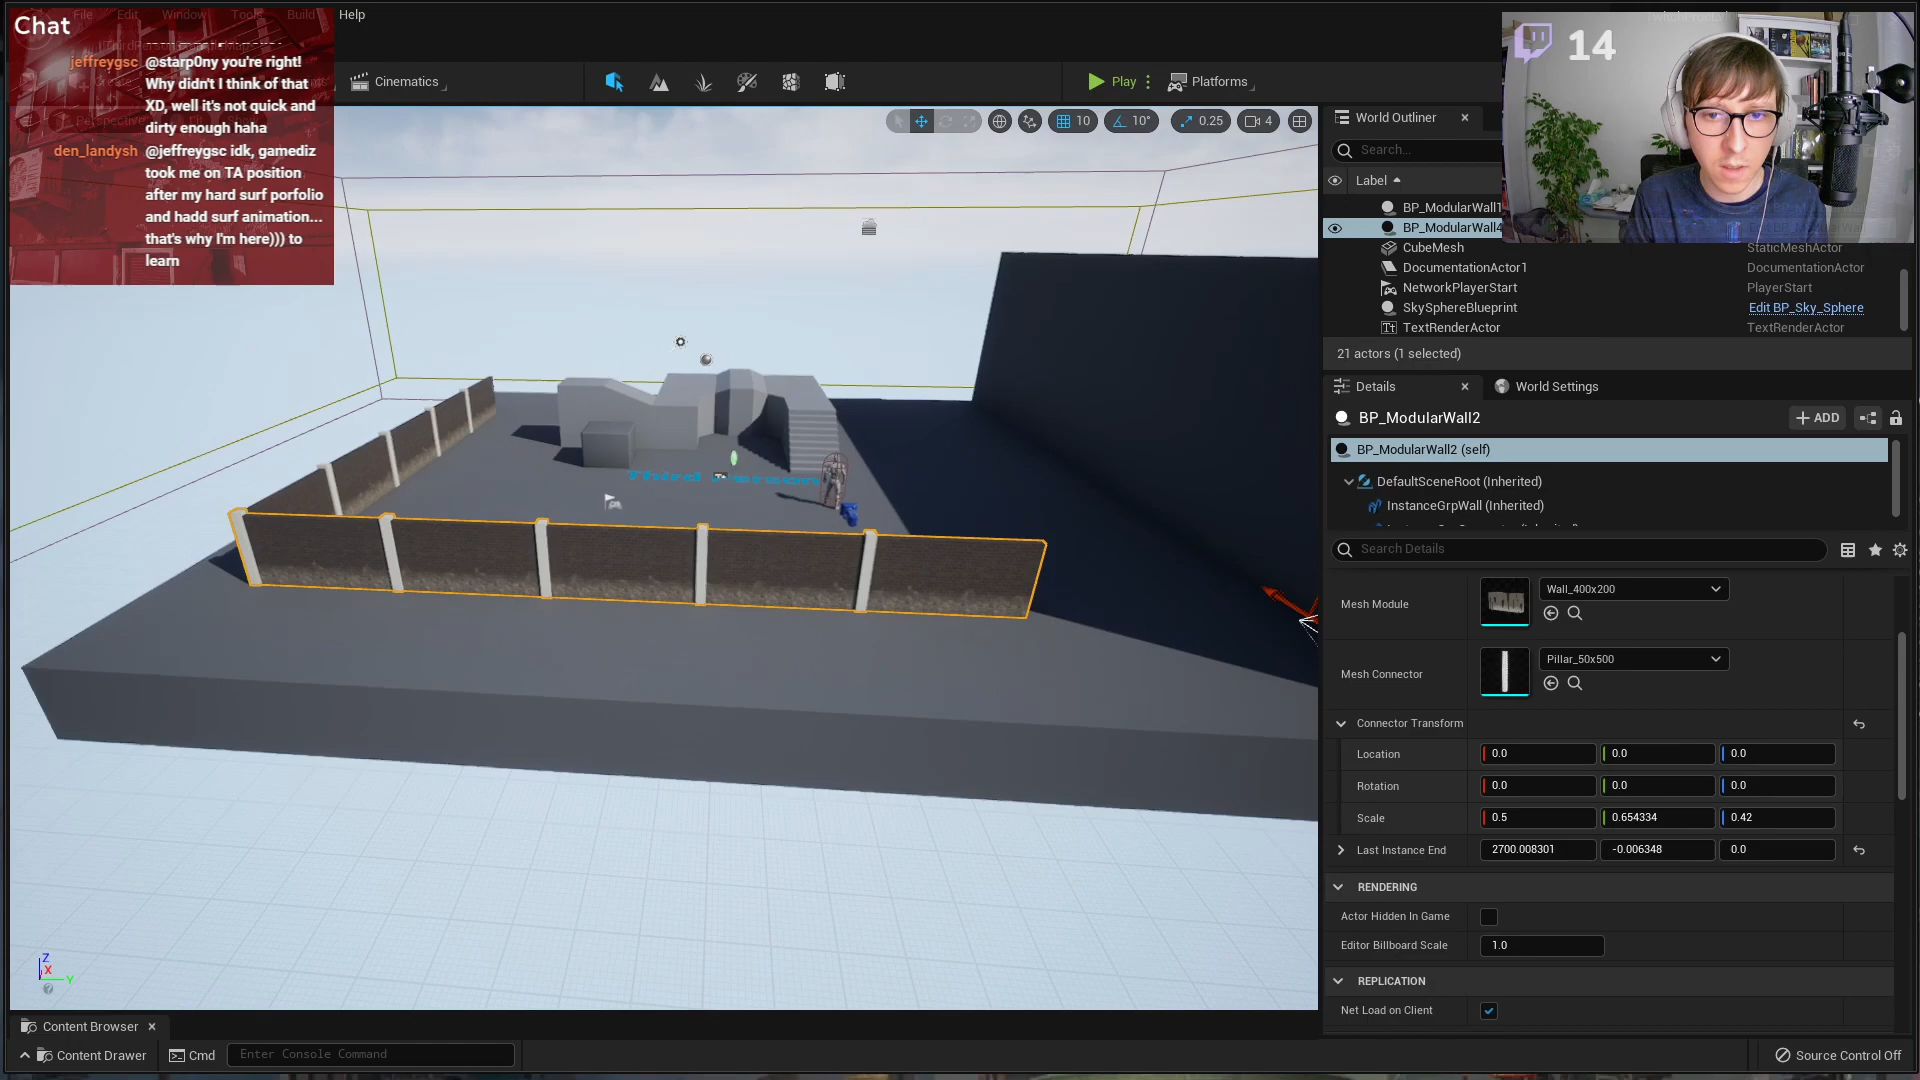 Chat
File Edit Window Tools Build Help
jeffreygsc @starp0ny you're right!
Why didn't I think of that
XD, well it's not quick and
dirty enough haha
den_landysh @jeffreygsc idk, gamediz
took me on TA position
after my hard surf porfolio
and hadd surf animation...
that's why I'm here))) to
learn
Cinematics
Play
Platforms
10
10°
0.25
4
14
World Outliner
Search...
Label
BP_ModularWall1
BP_ModularWall4
CubeMesh StaticMeshActor
DocumentationActor1 DocumentationActor
NetworkPlayerStart PlayerStart
SkySphereBlueprint Edit BP_Sky_Sphere
TextRenderActor TextRenderActor
21 actors (1 selected)
Details
World Settings
BP_ModularWall2
ADD
BP_ModularWall2 (self)
DefaultSceneRoot (Inherited)
InstanceGrpWall (Inherited)
Search Details
Mesh Module Wall_400x200
Mesh Connector Pillar_50x500
Connector Transform
Location 0.0 0.0 0.0
Rotation 0.0 0.0 0.0
Scale 0.5 0.654334 0.42
Last Instance End 2700.008301 -0.006348 0.0
RENDERING
Actor Hidden In Game
Editor Billboard Scale 1.0
REPLICATION
Net Load on Client
Z
X
Y
Content Browser
Content Drawer
Cmd
Enter Console Command
Source Control Off